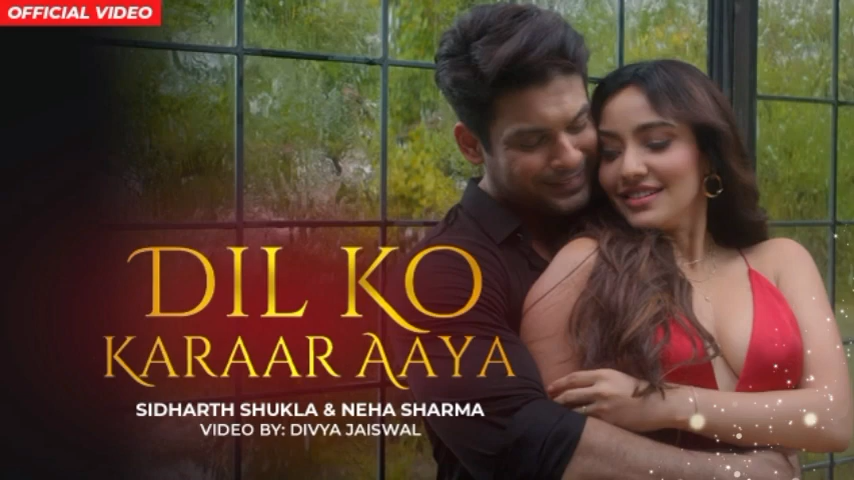 OFFICIAL VIDEO
DIL KO
KARAAR AAYA
SIDHARTH SHUKLA & NEHA SHARMA
VIDEO BY: DIVYA JAISWAL